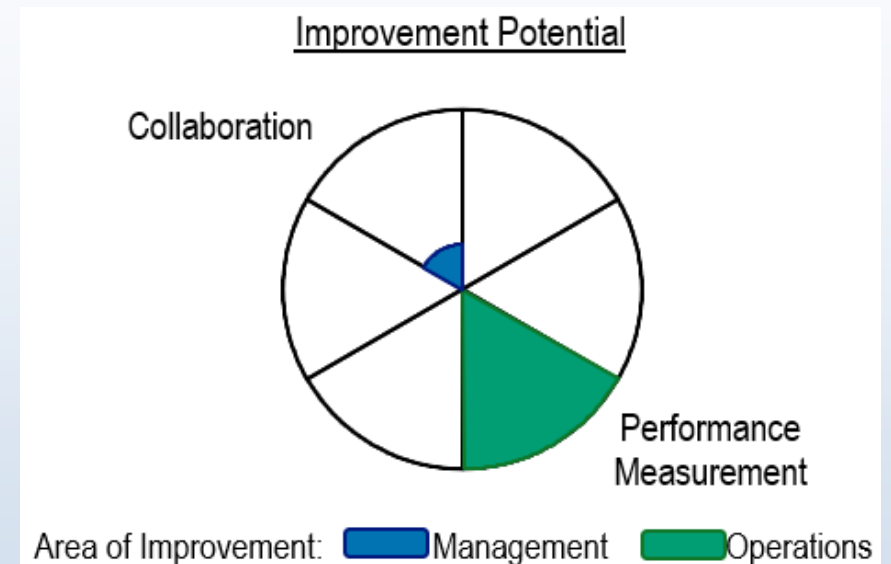 Improvement Potential
Collaboration
Performance
Measurement
Area of Improvement: Management Operations